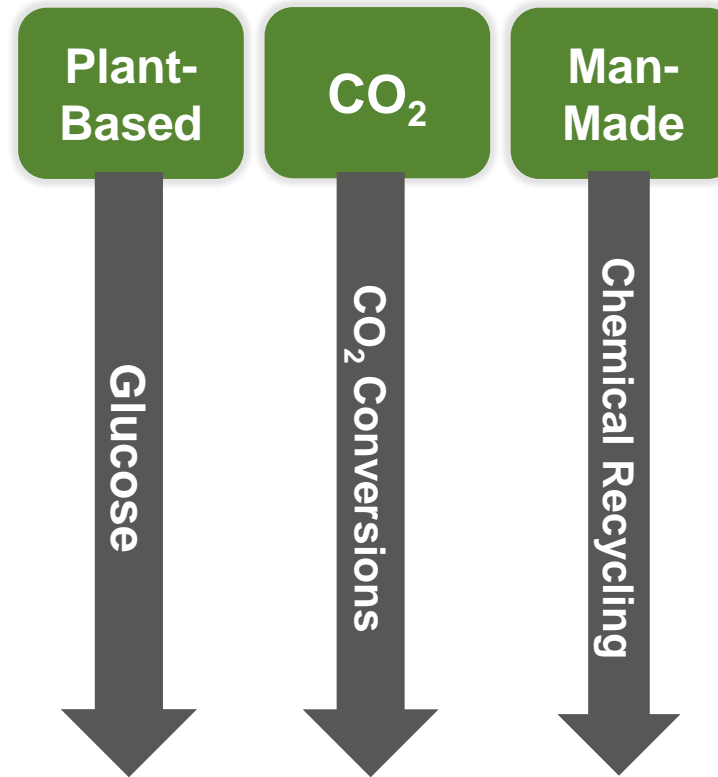 Plant-
Based
CO₂
Man-
Made
Glucose
CO₂ Conversions
Chemical Recycling